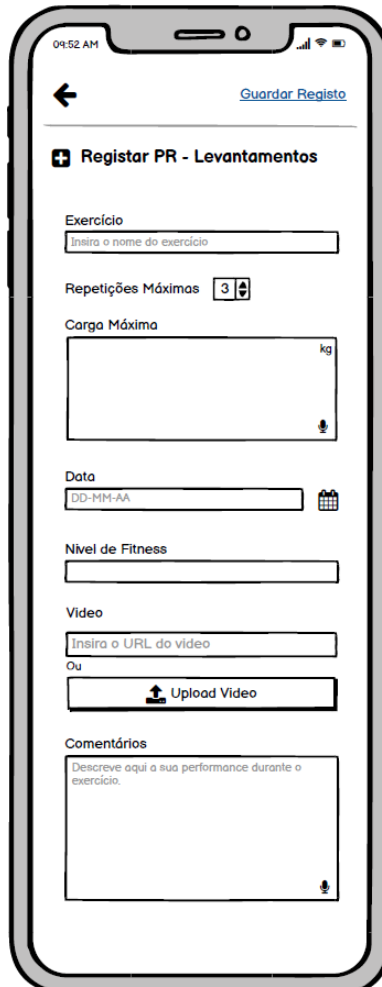 09:52 AM
Guardar Registo
Registar PR - Levantamentos
Exercício
Insira o nome do exercício
Repetições Máximas 3
Carga Máxima
kg
Data
DD-MM-AA
Nivel de Fitness
Video
Insira o URL do video
Ou
Upload Video
Comentários
Descreve aqui a sua performance durante o
exercício.